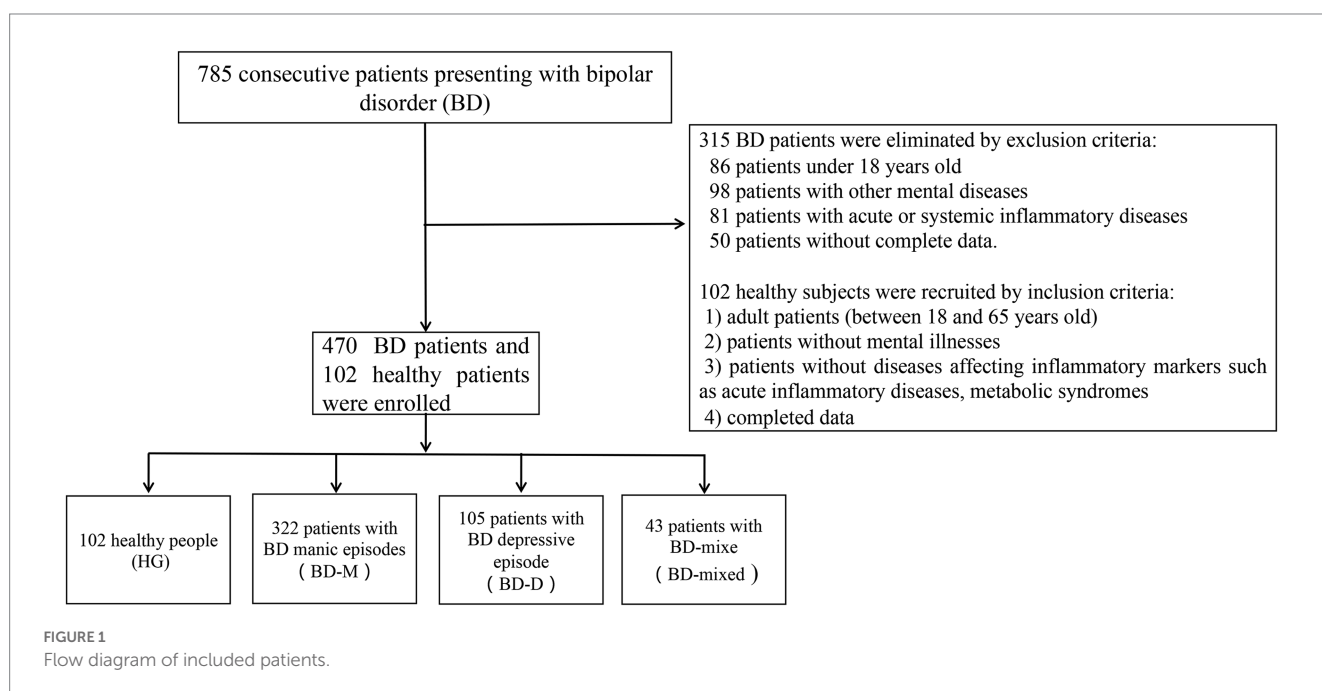 785 consecutive patients presenting with bipolar
disorder (BD)
315 BD patients were eliminated by exclusion criteria:
86 patients under 18 years old
98 patients with other mental diseases
81 patients with acute or systemic inflammatory diseases
50 patients without complete data.
102 healthy subjects were recruited by inclusion criteria:
1) adult patients (between 18 and 65 years old)
2) patients without mental illnesses
3) patients without diseases affecting inflammatory markers such
as acute inflammatory diseases, metabolic syndromes
4) completed data
470 BD patients and
102 healthy patients
were enrolled
102 healthy people
(HG)
322 patients with
BD manic episodes
( BD-M )
105 patients with
BD depressive
episode
( BD-D )
43 patients with
BD-mixe
( BD-mixed )
FIGURE 1
Flow diagram of included patients.